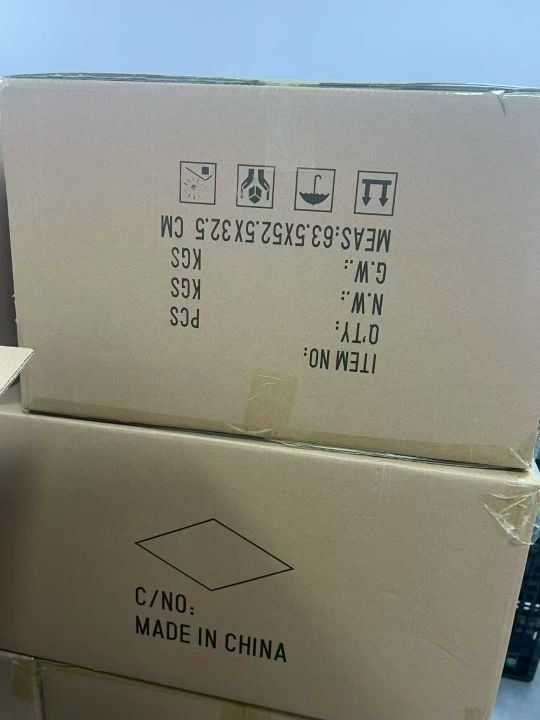 ITEM NO:
Q'TY: PCS
N.W.: KGS
G.W.: KGS
MEAS:63.5X52.5X32.5 CM
C/NO:
MADE IN CHINA